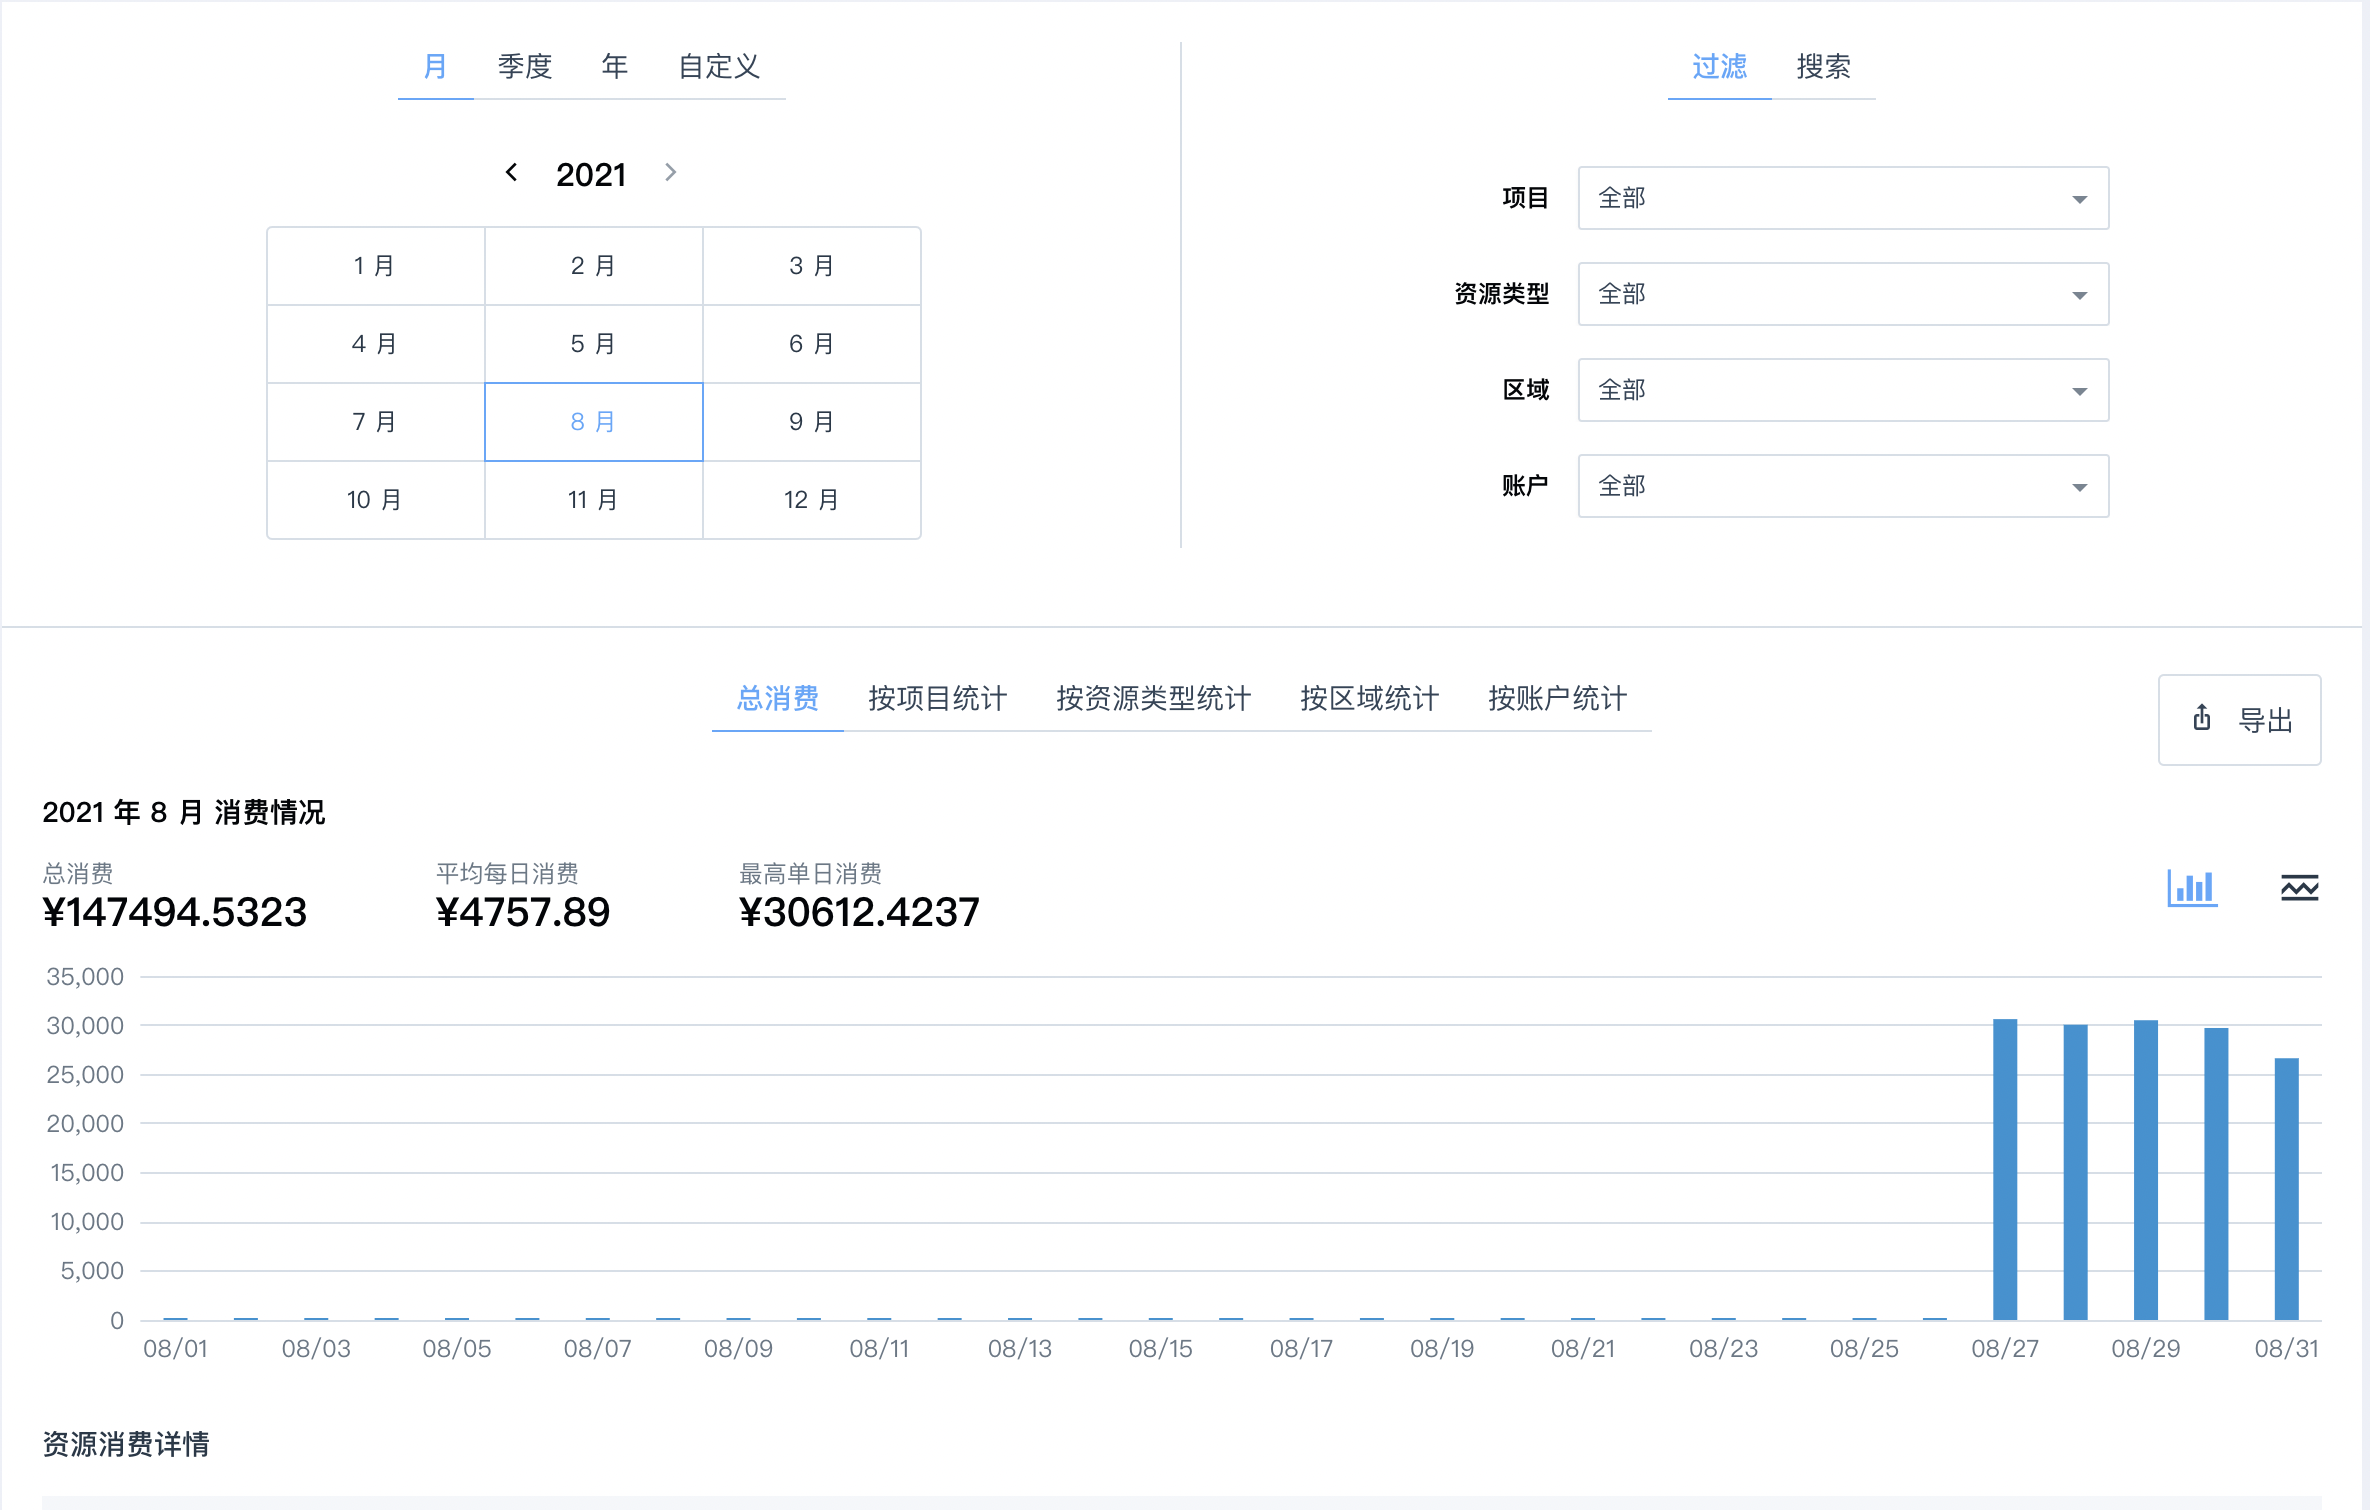 月 季度 年 自定义
2021
1 月 2 月 3 月
4 月 5 月 6 月
7 月 8 月 9 月
10 月 11 月 12 月
过滤 搜索
项目 全部
资源类型 全部
区域 全部
账户 全部
总消费 按项目统计 按资源类型统计 按区域统计 按账户统计
导出
2021 年 8 月 消费情况
总消费 平均每日消费 最高单日消费
¥147494.5323 ¥4757.89 ¥30612.4237
35,000
30,000
25,000
20,000
15,000
10,000
5,000
0
08/01 08/03 08/05 08/07 08/09 08/11 08/13 08/15 08/17 08/19 08/21 08/23 08/25 08/27 08/29 08/31
资源消费详情